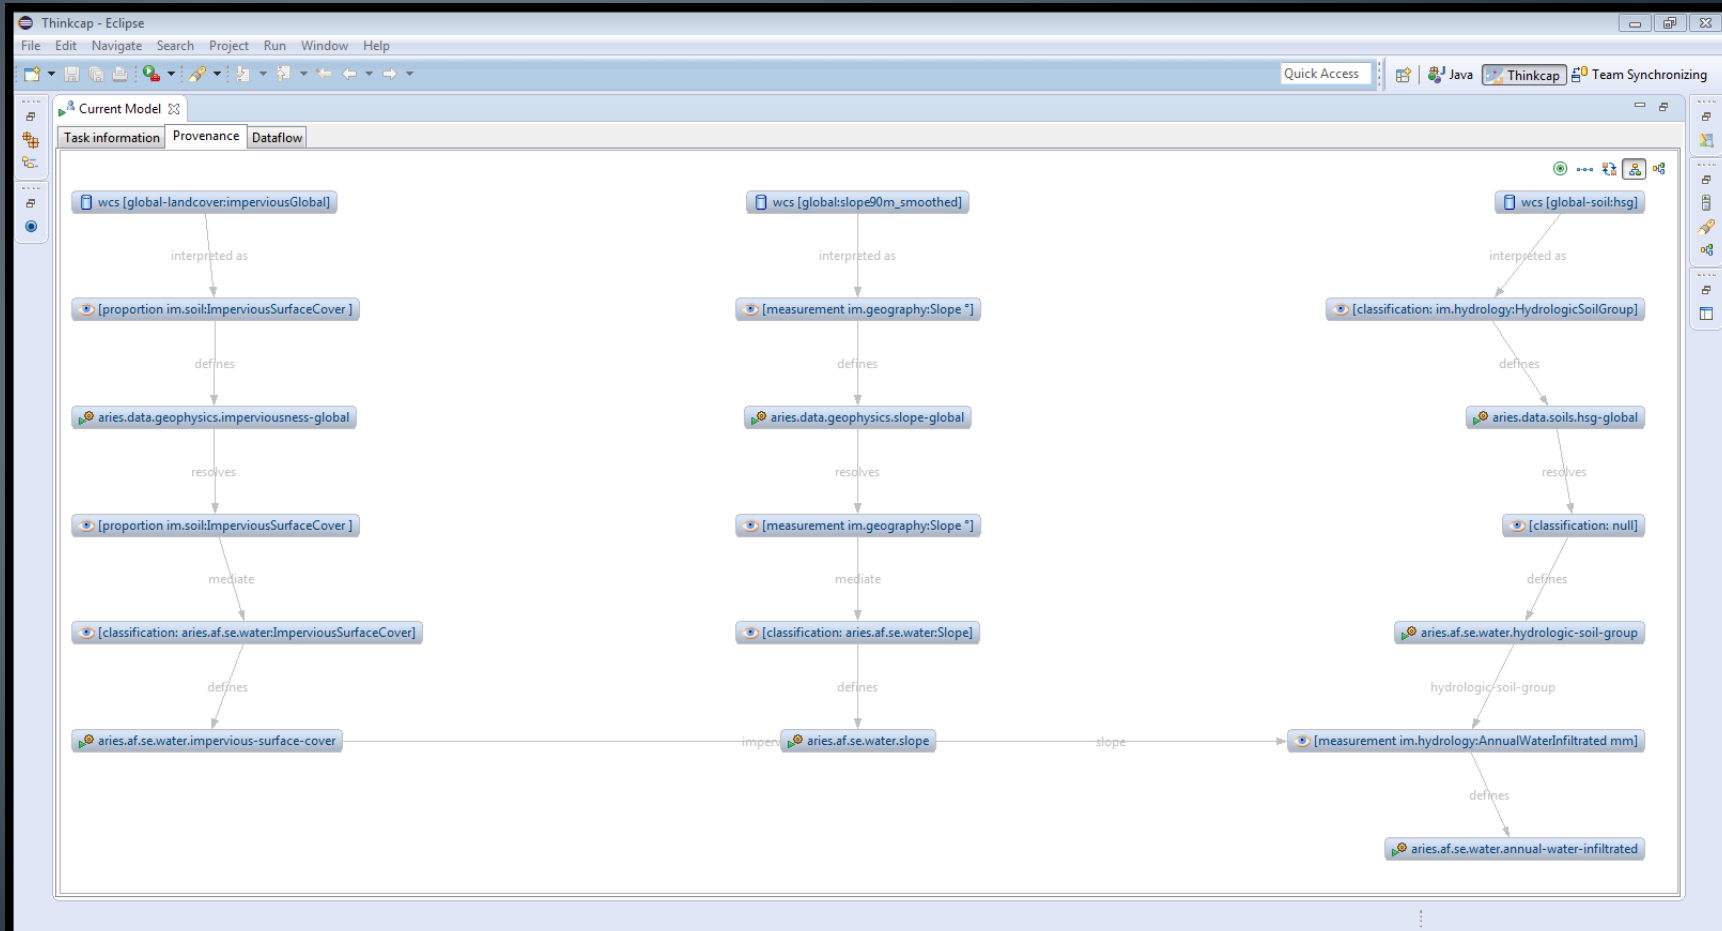 Thinkcap - Eclipse
File Edit Navigate Search Project Run Window Help
Quick Access Java Thinkcap Team Synchronizing
Current Model
Task information Provenance Dataflow
wcs [global-landcover:imperviousGlobal] wcs [global:slope90m_smoothed] wcs [global-soil:hsg]
interpreted as interpreted as interpreted as
[proportion im.soil:ImperviousSurfaceCover ] [measurement im.geography:Slope °] [classification: im.hydrology:HydrologicSoilGroup]
defines defines defines
aries.data.geophysics.imperviousness-global aries.data.geophysics.slope-global aries.data.soils.hsg-global
resolves resolves resolves
[proportion im.soil:ImperviousSurfaceCover ] [measurement im.geography:Slope °] [classification: null]
mediate mediate defines
[classification: aries.af.se.water:ImperviousSurfaceCover] [classification: aries.af.se.water:Slope] aries.af.se.water.hydrologic-soil-group
defines defines hydrologic-soil-group
aries.af.se.water.impervious-surface-cover imperv aries.af.se.water.slope slope [measurement im.hydrology:AnnualWaterInfiltrated mm]
defines
aries.af.se.water.annual-water-infiltrated